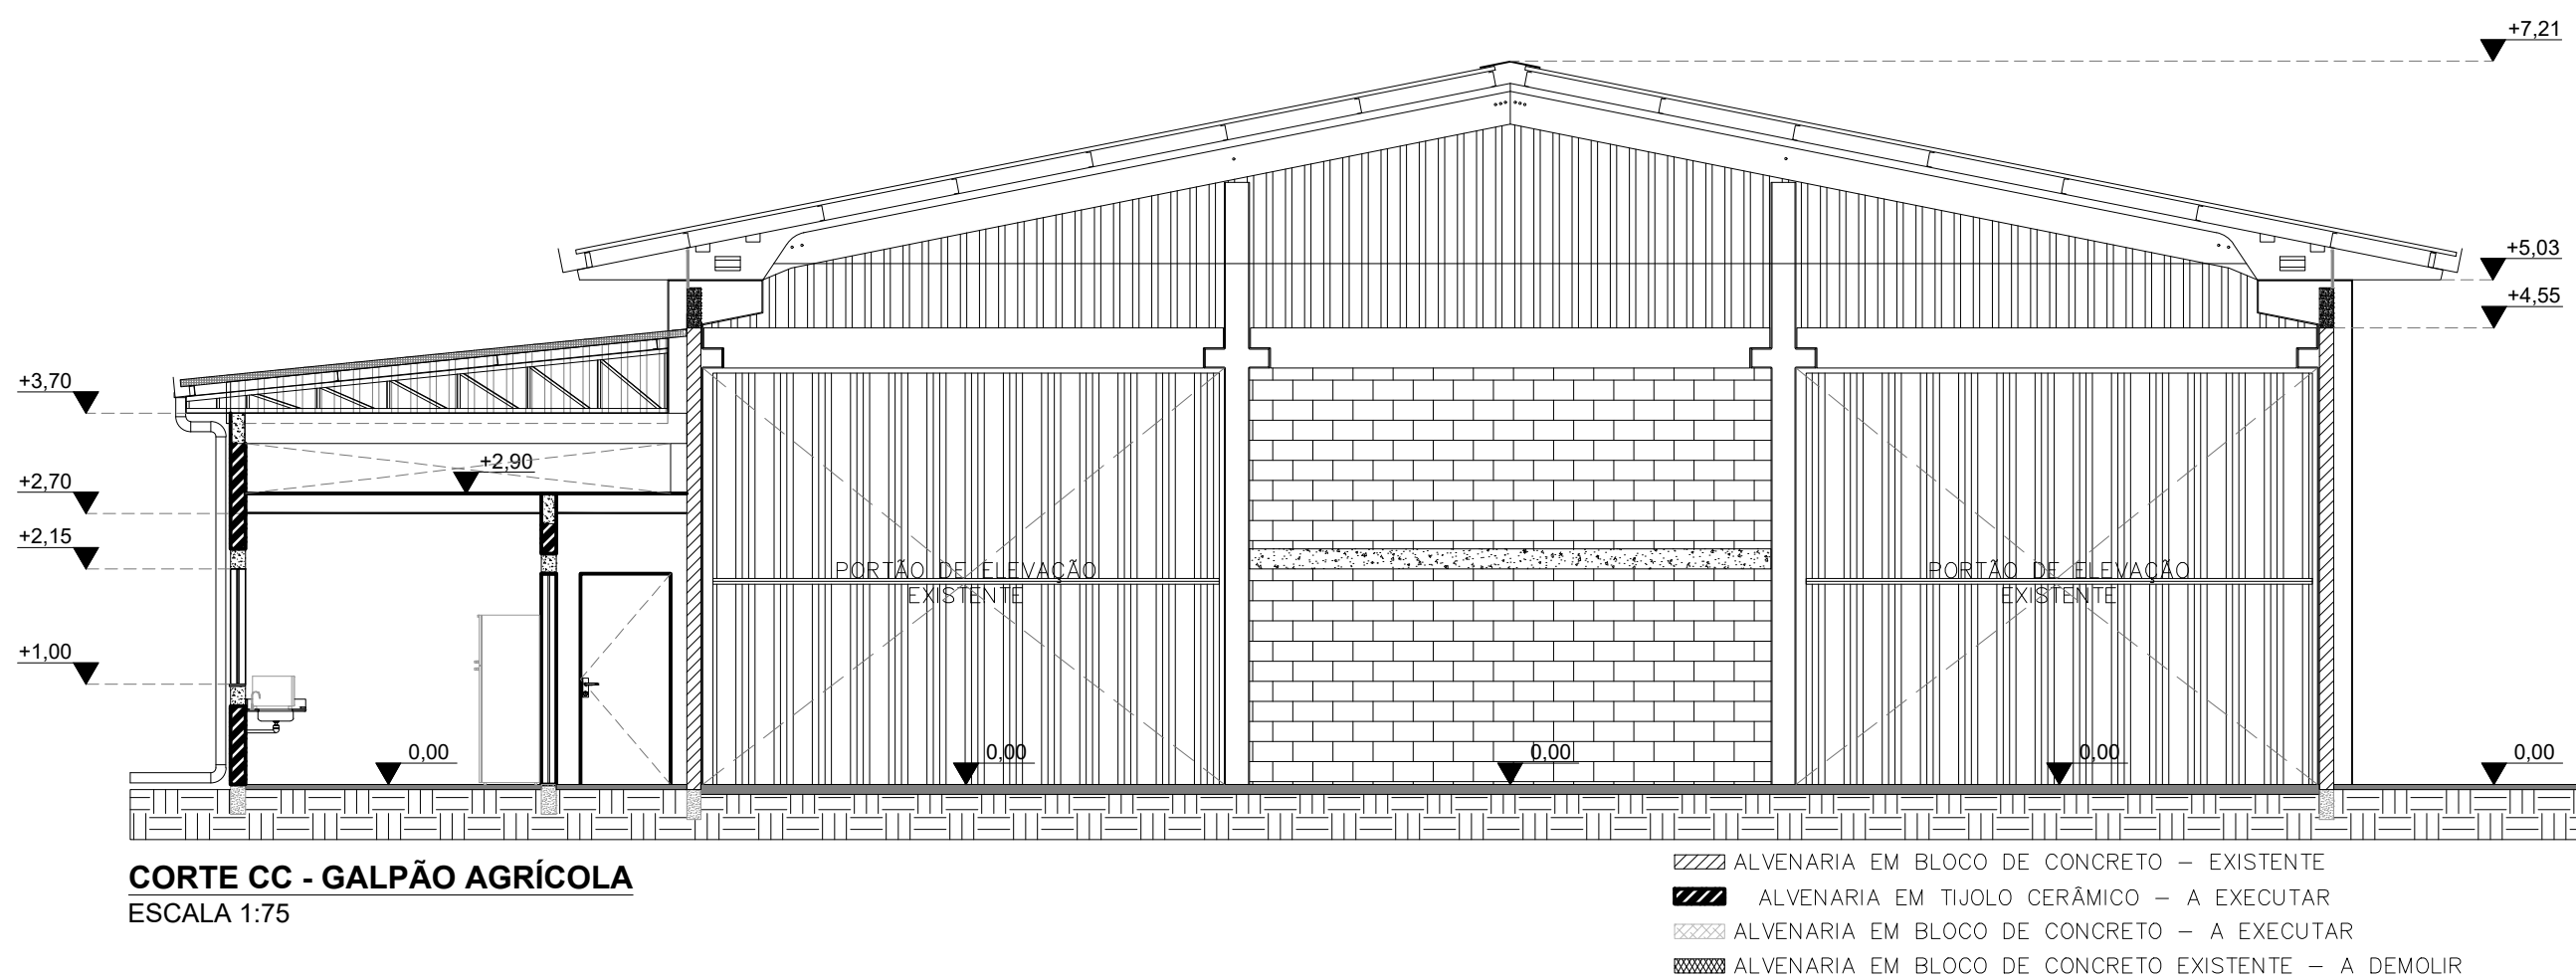 +7,21
+5,03
+4,55
+3,70
+2,90
+2,70
+2,15
PORTÃO DE ELEVAÇÃO
EXISTENTE
PORTÃO DE ELEVAÇÃO
EXISTENTE
+1,00
0,00
0,00
0,00
0,00
0,00
CORTE CC - GALPÃO AGRÍCOLA
ESCALA 1:75
ALVENARIA EM BLOCO DE CONCRETO – EXISTENTE
ALVENARIA EM TIJOLO CERÂMICO – A EXECUTAR
ALVENARIA EM BLOCO DE CONCRETO – A EXECUTAR
ALVENARIA EM BLOCO DE CONCRETO EXISTENTE – A DEMOLIR